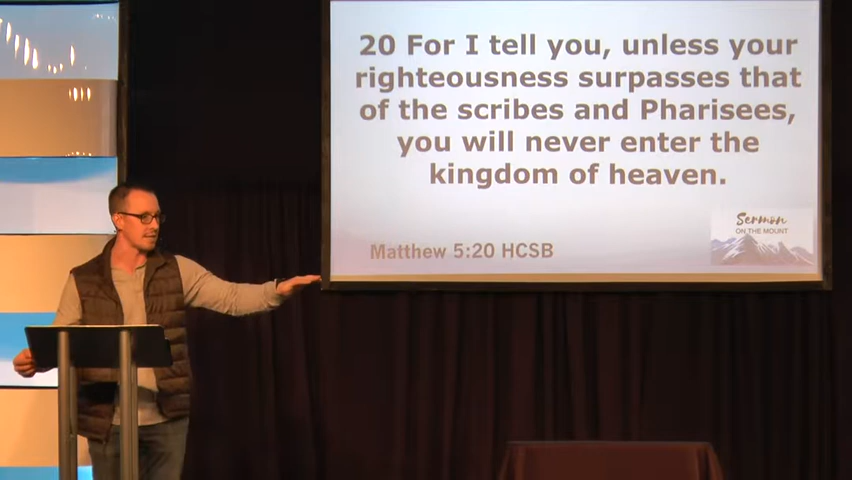 20 For I tell you, unless your
righteousness surpasses that
of the scribes and Pharisees,
you will never enter the
kingdom of heaven.
Sermon
ON THE MOUNT
Matthew 5:20 HCSB